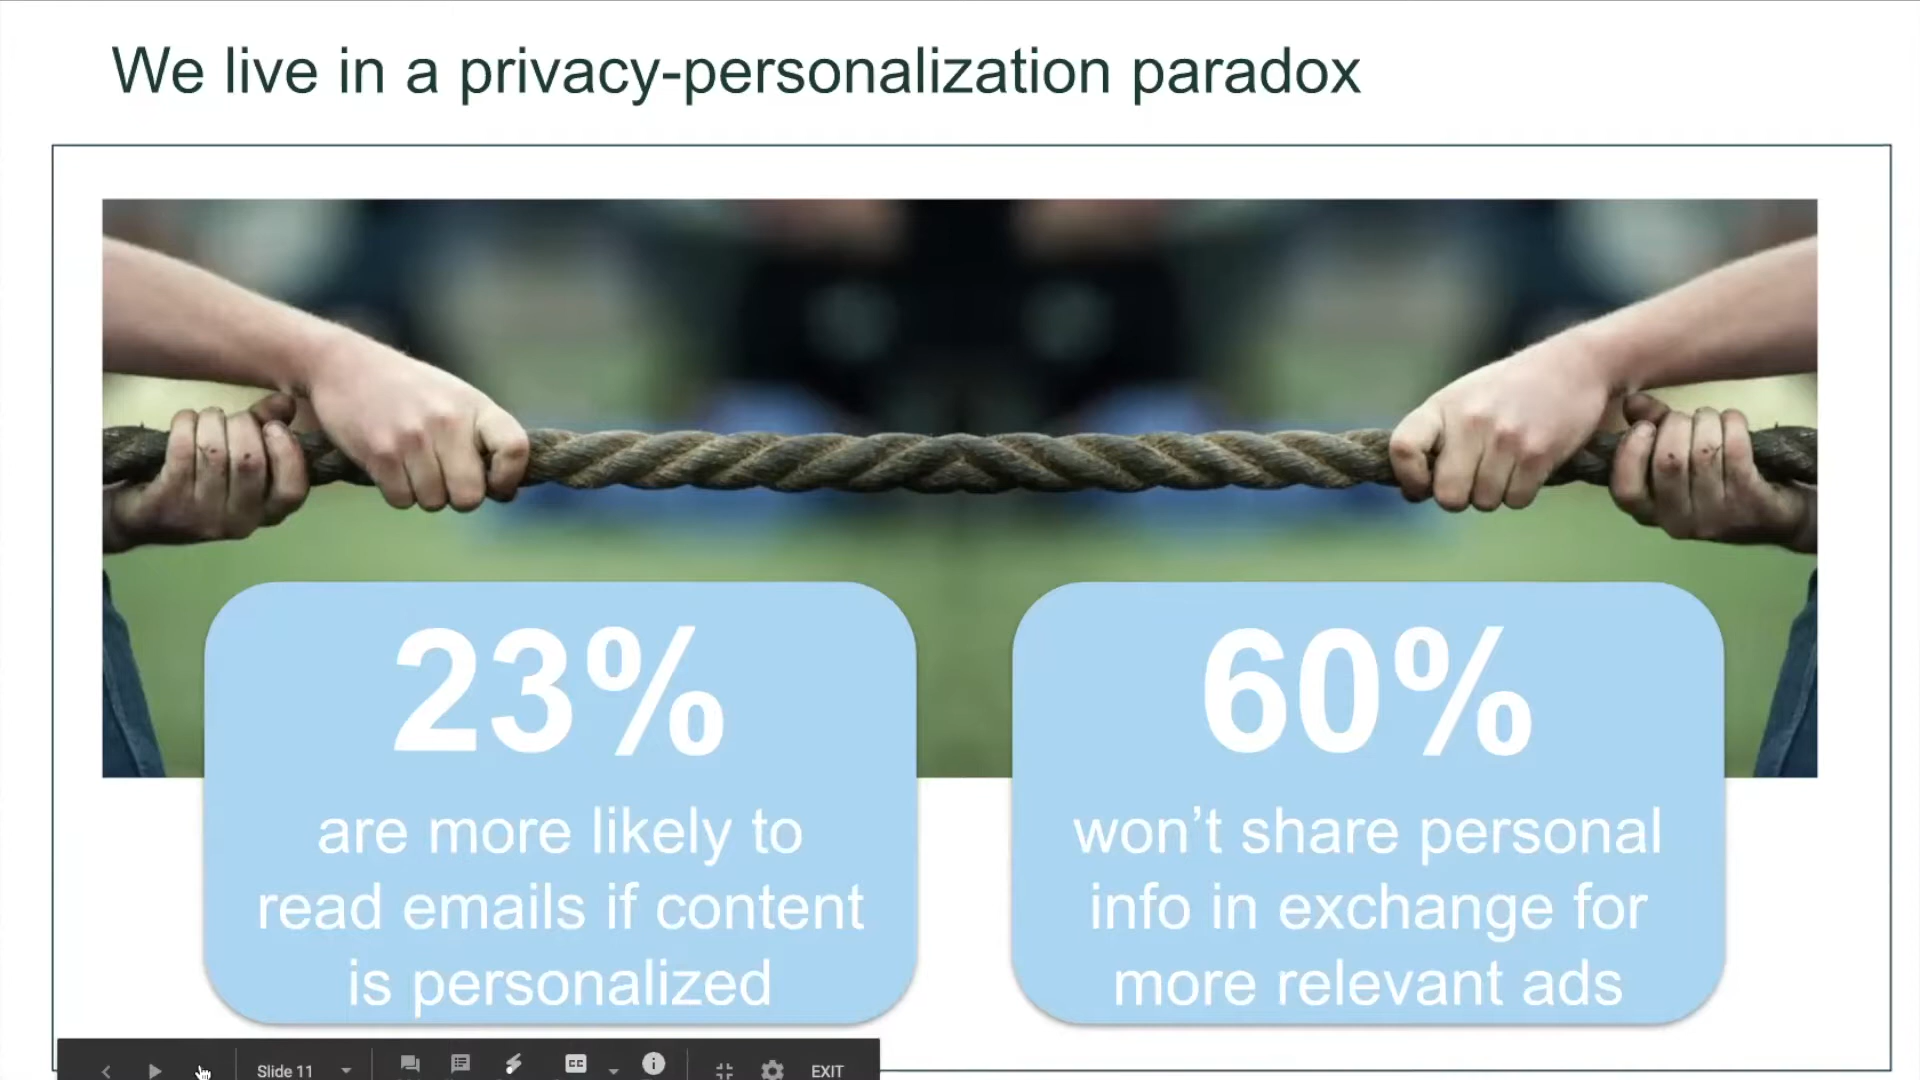 We live in a privacy-personalization paradox
23%
are more likely to
read emails if content
is personalized
60%
won’t share personal
info in exchange for
more relevant ads
Slide 11
CC
EXIT